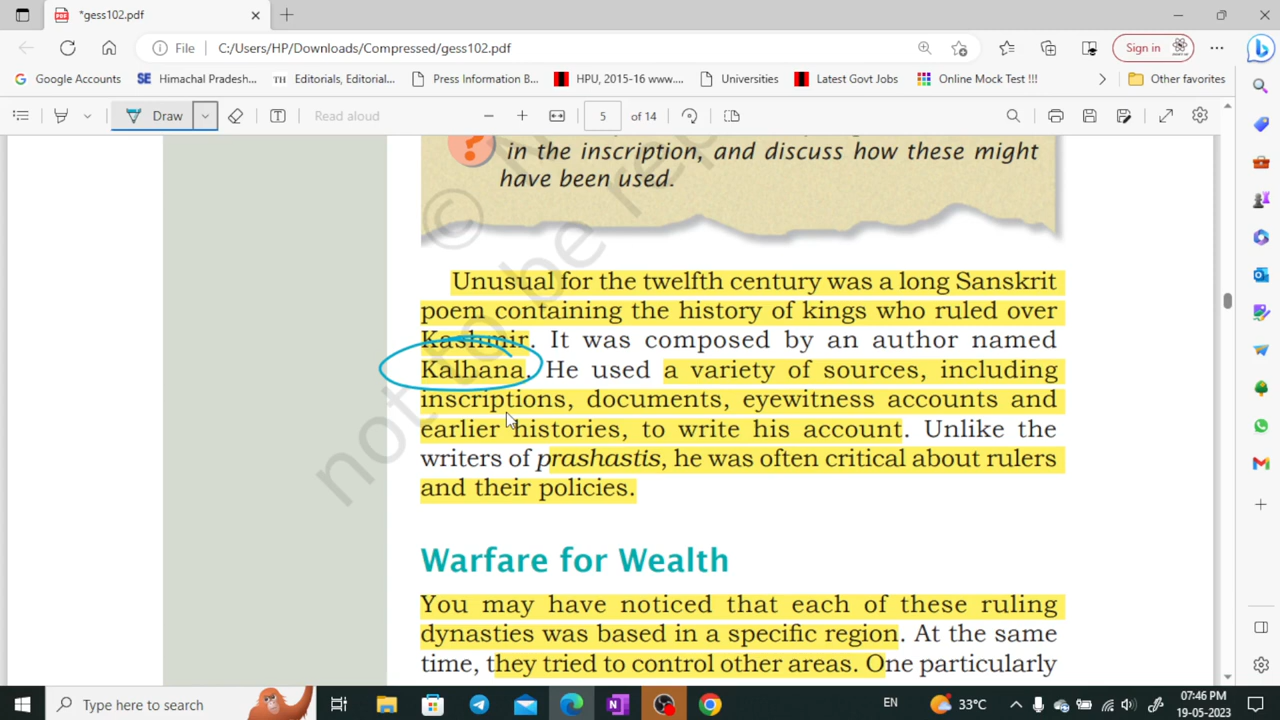 *gess102.pdf
File C:/Users/HP/Downloads/Compressed/gess102.pdf Sign in
Google Accounts SE Himachal Pradesh... TH Editorials, Editorial... Press Information B... HPU, 2015-16 www.... Universities Latest Govt Jobs Online Mock Test !!! Other favorites
Draw Read aloud 5 of 14
in the inscription, and discuss how these might
have been used.
Unusual for the twelfth century was a long Sanskrit
poem containing the history of kings who ruled over
Kashmir. It was composed by an author named
Kalhana. He used a variety of sources, including
inscriptions, documents, eyewitness accounts and
earlier histories, to write his account. Unlike the
writers of prashastis, he was often critical about rulers
and their policies.
Warfare for Wealth
You may have noticed that each of these ruling
dynasties was based in a specific region. At the same
time, they tried to control other areas. One particularly
not to be rep
Type here to search EN 33°C 07:46 PM
19-05-2023